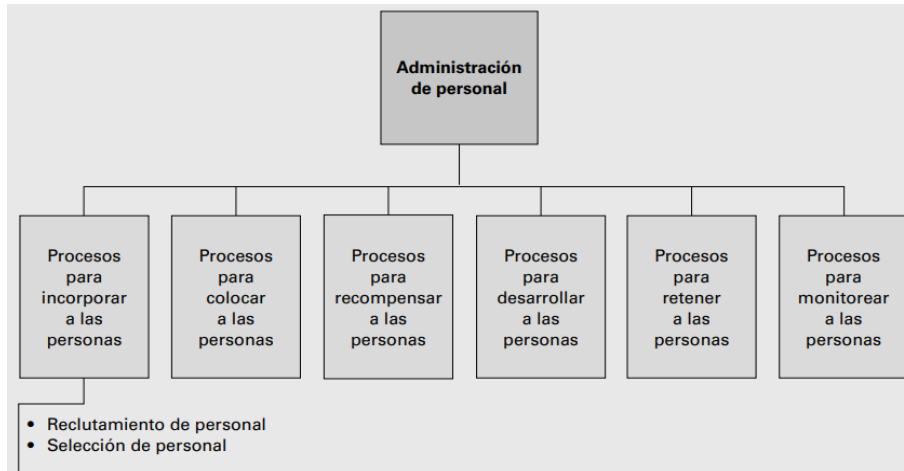 Administración
de personal
Procesos
para
incorporar
a las
personas
Procesos
para
colocar
a las
personas
Procesos
para
recompensar
a las
personas
Procesos
para
desarrollar
a las
personas
Procesos
para
retener
a las
personas
Procesos
para
monitorear
a las
personas
• Reclutamiento de personal
• Selección de personal